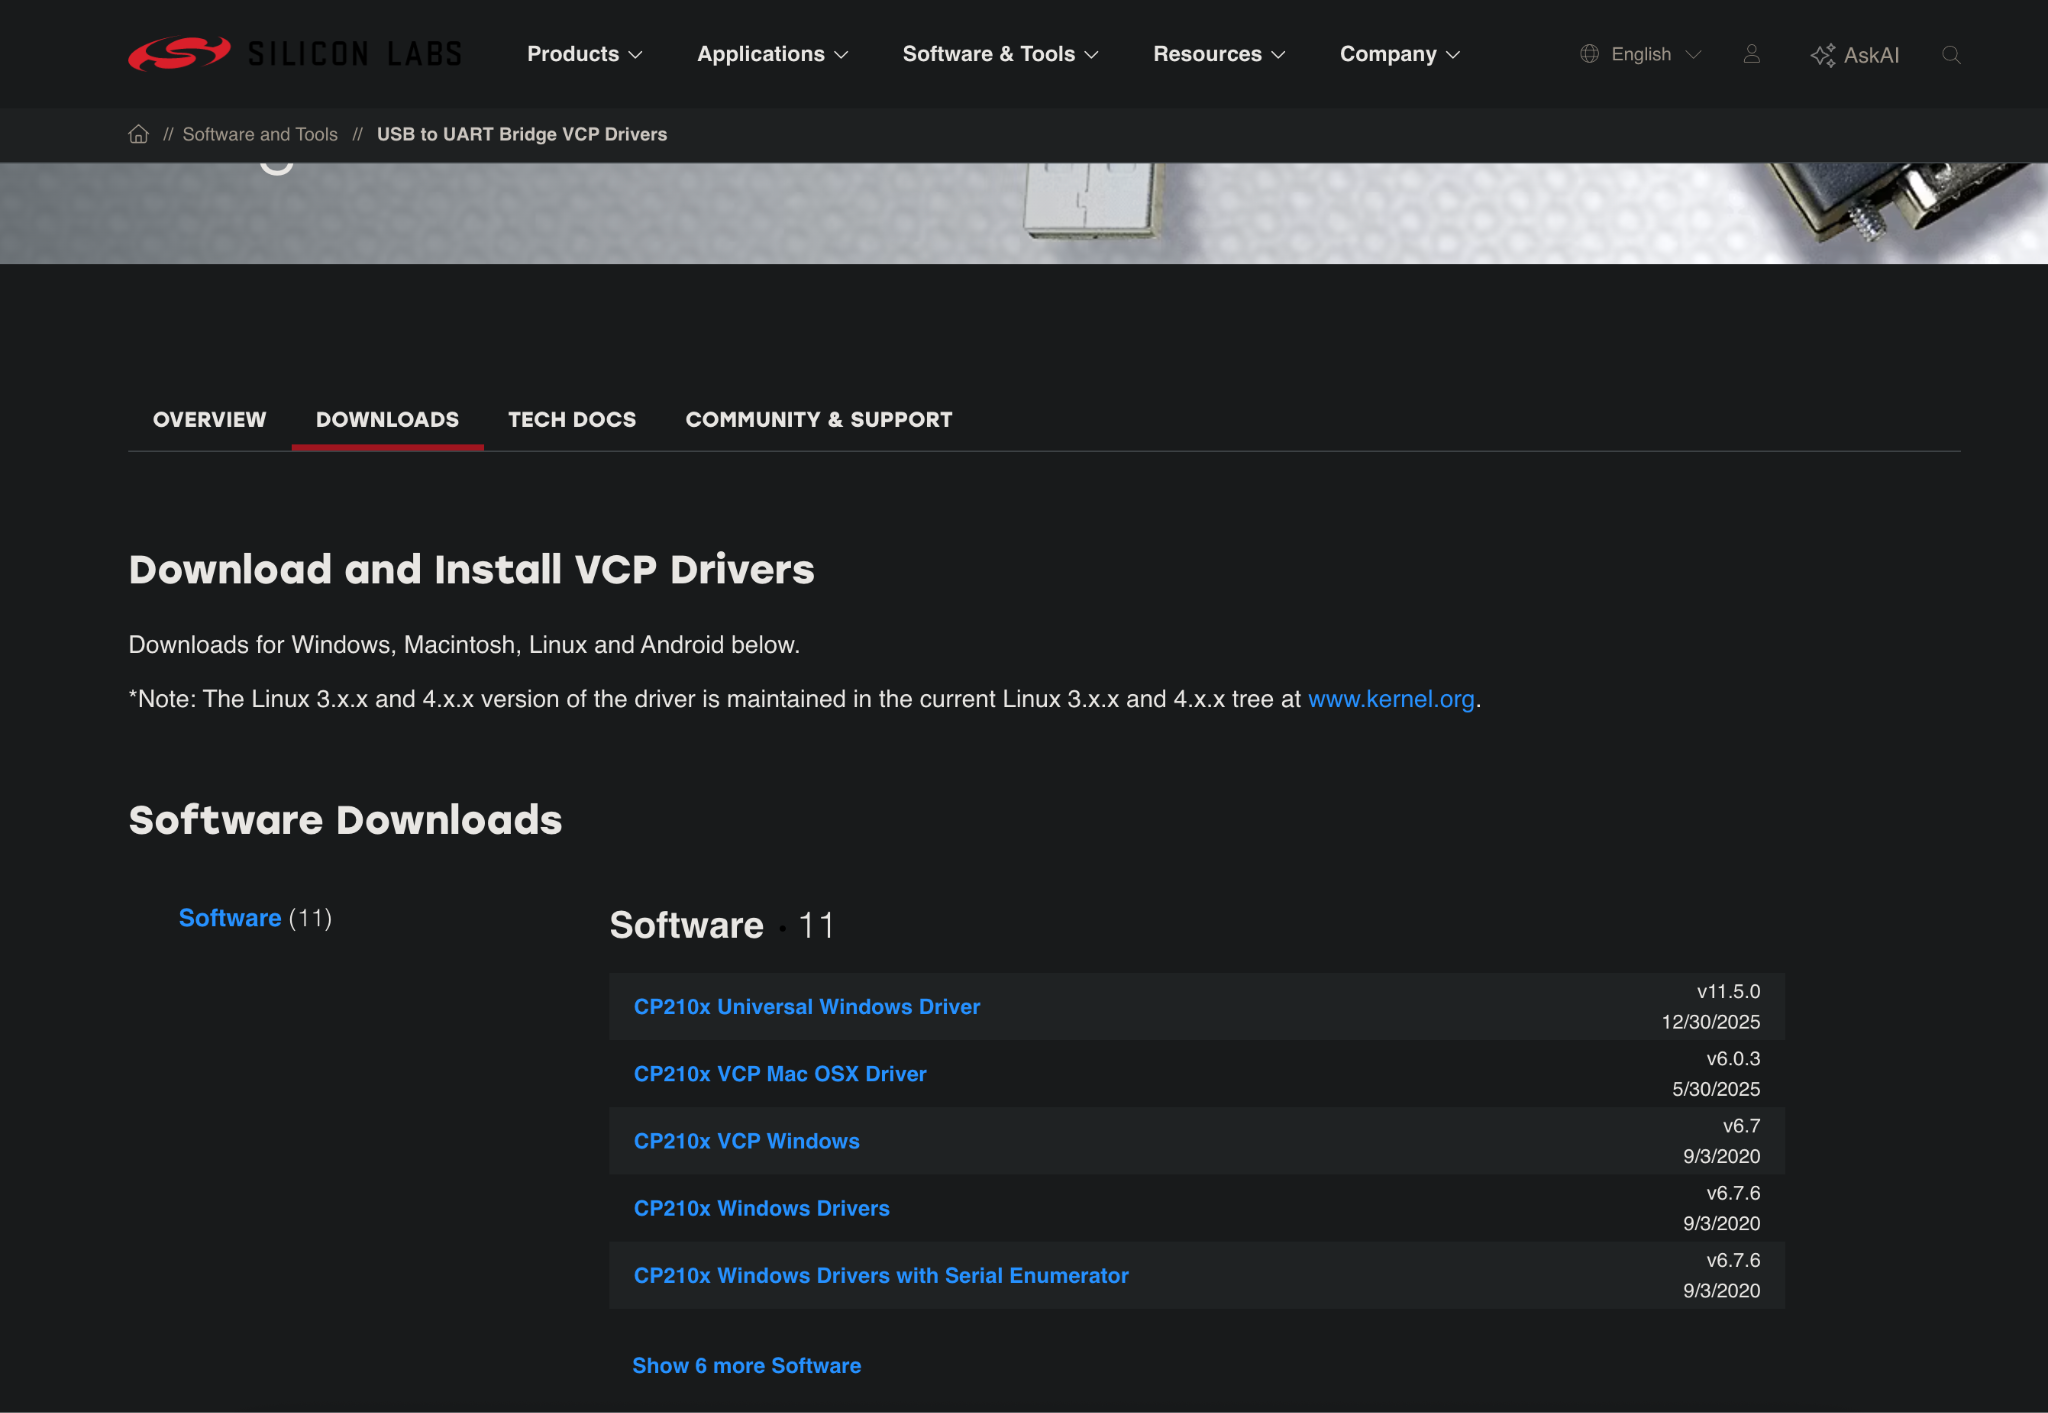 SILICON LABS
Products
Applications
Software & Tools
Resources
Company
English
AskAI
// Software and Tools // USB to UART Bridge VCP Drivers
OVERVIEW
DOWNLOADS
TECH DOCS
COMMUNITY & SUPPORT
Download and Install VCP Drivers
Downloads for Windows, Macintosh, Linux and Android below.
*Note: The Linux 3.x.x and 4.x.x version of the driver is maintained in the current Linux 3.x.x and 4.x.x tree at www.kernel.org.
Software Downloads
Software (11)
Software · 11
CP210x Universal Windows Driver
v11.5.0
12/30/2025
CP210x VCP Mac OSX Driver
v6.0.3
5/30/2025
CP210x VCP Windows
v6.7
9/3/2020
CP210x Windows Drivers
v6.7.6
9/3/2020
CP210x Windows Drivers with Serial Enumerator
v6.7.6
9/3/2020
Show 6 more Software